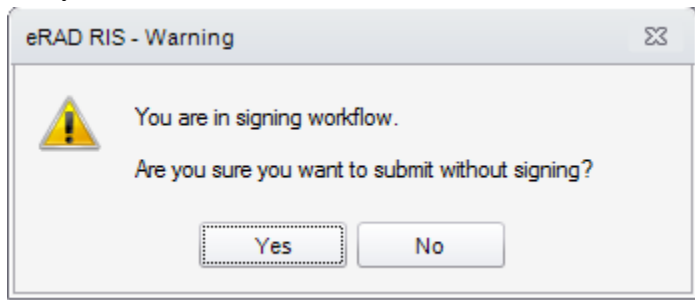 eRAD RIS - Warning
You are in signing workflow.
Are you sure you want to submit without signing?
Yes No